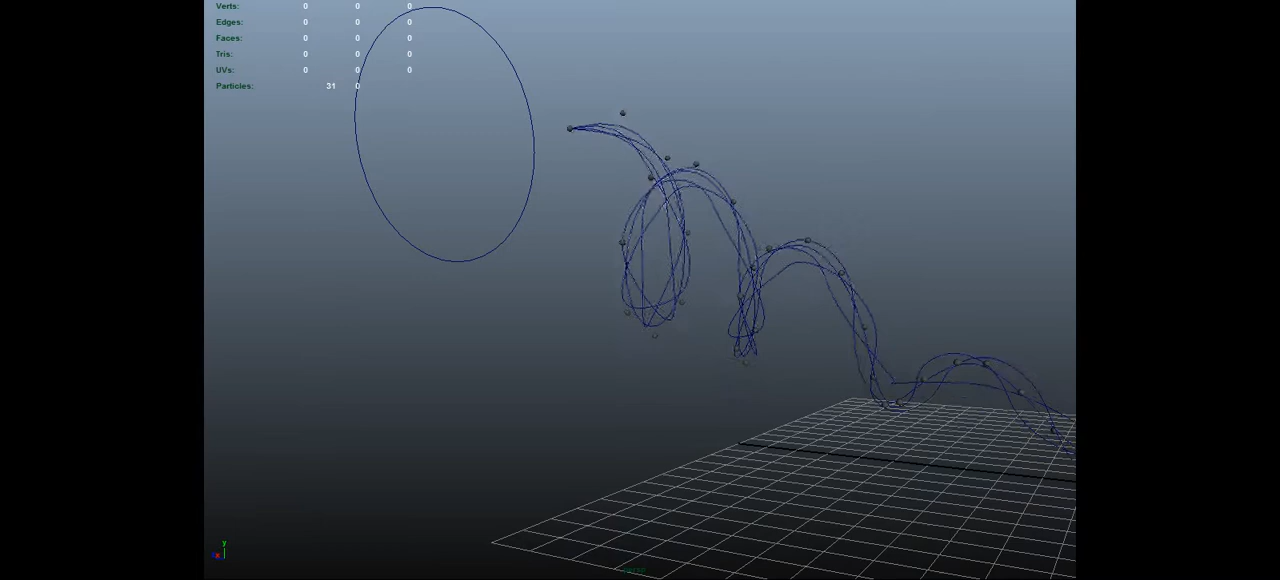 Verts: 0 0 0
Edges: 0 0 0
Faces: 0 0 0
Tris: 0 0 0
UVs: 0 0 0
Particles: 31 0
y
x
persp